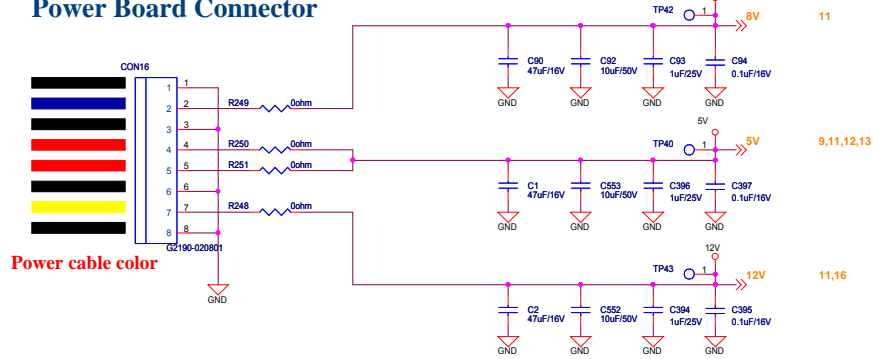 Power Board Connector
TP42
1
8V
11
C90
47uF/16V
C92
10uF/50V
C93
1uF/25V
C94
0.1uF/16V
GND
GND
GND
GND
CON16
1
1
2
2
R249
0ohm
3
3
4
4
R250
0ohm
5
5
R251
0ohm
6
6
7
7
R248
0ohm
8
8
G2190-020801
Power cable color
GND
5V
TP40
1
5V
9,11,12,13
C1
47uF/16V
C553
10uF/50V
C396
1uF/25V
C397
0.1uF/16V
GND
GND
GND
GND
12V
TP43
1
12V
11,16
C2
47uF/16V
C552
10uF/50V
C394
1uF/25V
C395
0.1uF/16V
GND
GND
GND
GND